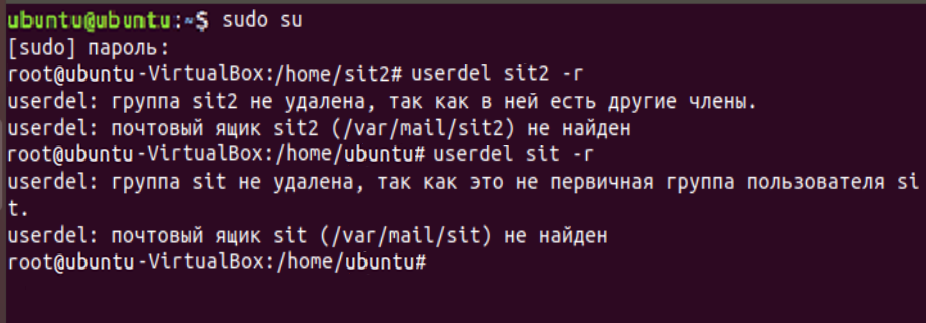 ubuntu@ubuntu:~$ sudo su
[sudo] пароль:
root@ubuntu-VirtualBox:/home/sit2# userdel sit2 -r
userdel: группа sit2 не удалена, так как в ней есть другие члены.
userdel: почтовый ящик sit2 (/var/mail/sit2) не найден
root@ubuntu-VirtualBox:/home/ubuntu# userdel sit -r
userdel: группа sit не удалена, так как это не первичная группа пользователя si
t.
userdel: почтовый ящик sit (/var/mail/sit) не найден
root@ubuntu-VirtualBox:/home/ubuntu#